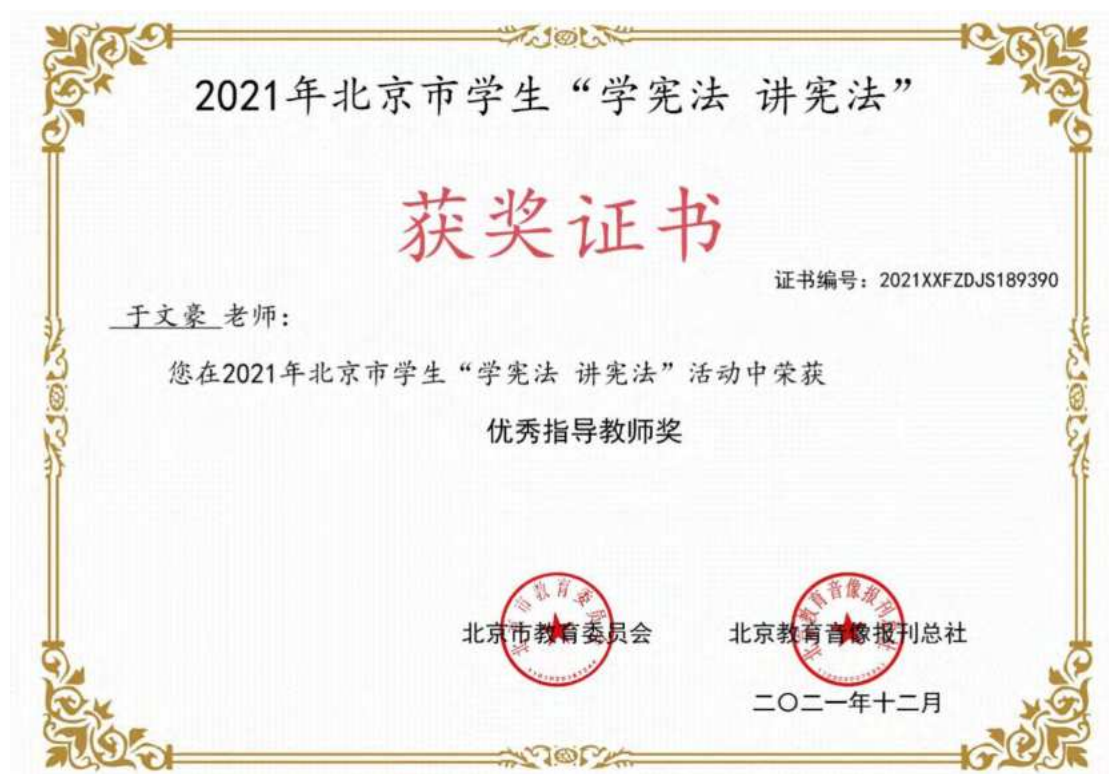 2021年北京市学生“学宪法 讲宪法”
获奖证书
证书编号：2021XXFZDJS189390
于文豪 老师：
您在2021年北京市学生“学宪法 讲宪法”活动中荣获
优秀指导教师奖
北京市教育委员会
北京教育音像报刊总社
二〇二一年十二月